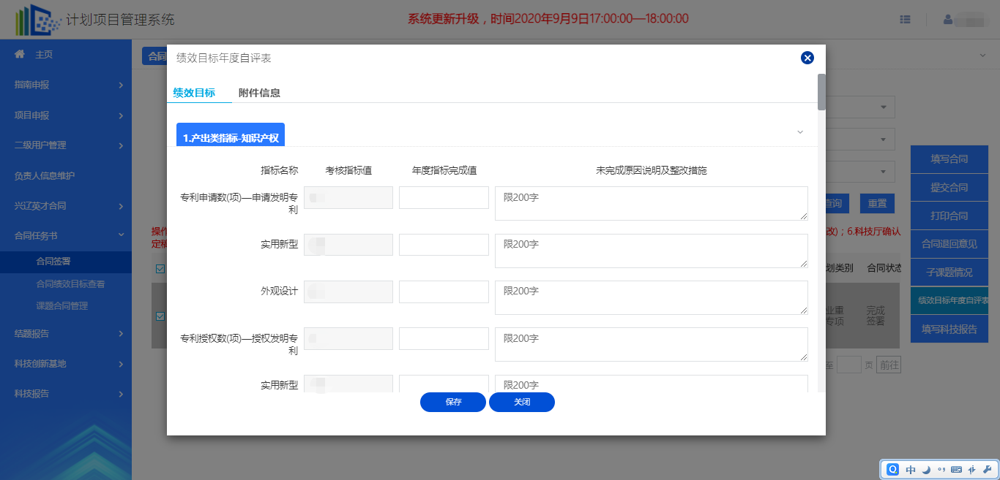 计划项目管理系统
系统更新升级，时间2020年9月9日17:00:00—18:00:00
主页
指南申报
项目申报
二级用户管理
负责人信息维护
兴辽英才合同
合同任务书
合同签署
合同绩效目标查看
课题合同管理
结题报告
科技创新基地
科技报告
合同
绩效目标年度自评表
绩效目标
附件信息
1.产出类指标-知识产权
指标名称
考核指标值
年度指标完成值
未完成原因说明及整改措施
专利申请数(项)—申请发明专
利
限200字
实用新型
限200字
外观设计
限200字
专利授权数(项)—授权发明专
利
限200字
实用新型
限200字
保存
关闭
查询
重置
操作
改)；6.科技厅确认
定稿
划类别
合同状态
业重
专项
完成
签署
至
页
前往
填写合同
提交合同
打印合同
合同退回意见
子课题情况
绩效目标年度自评表
填写科技报告
中